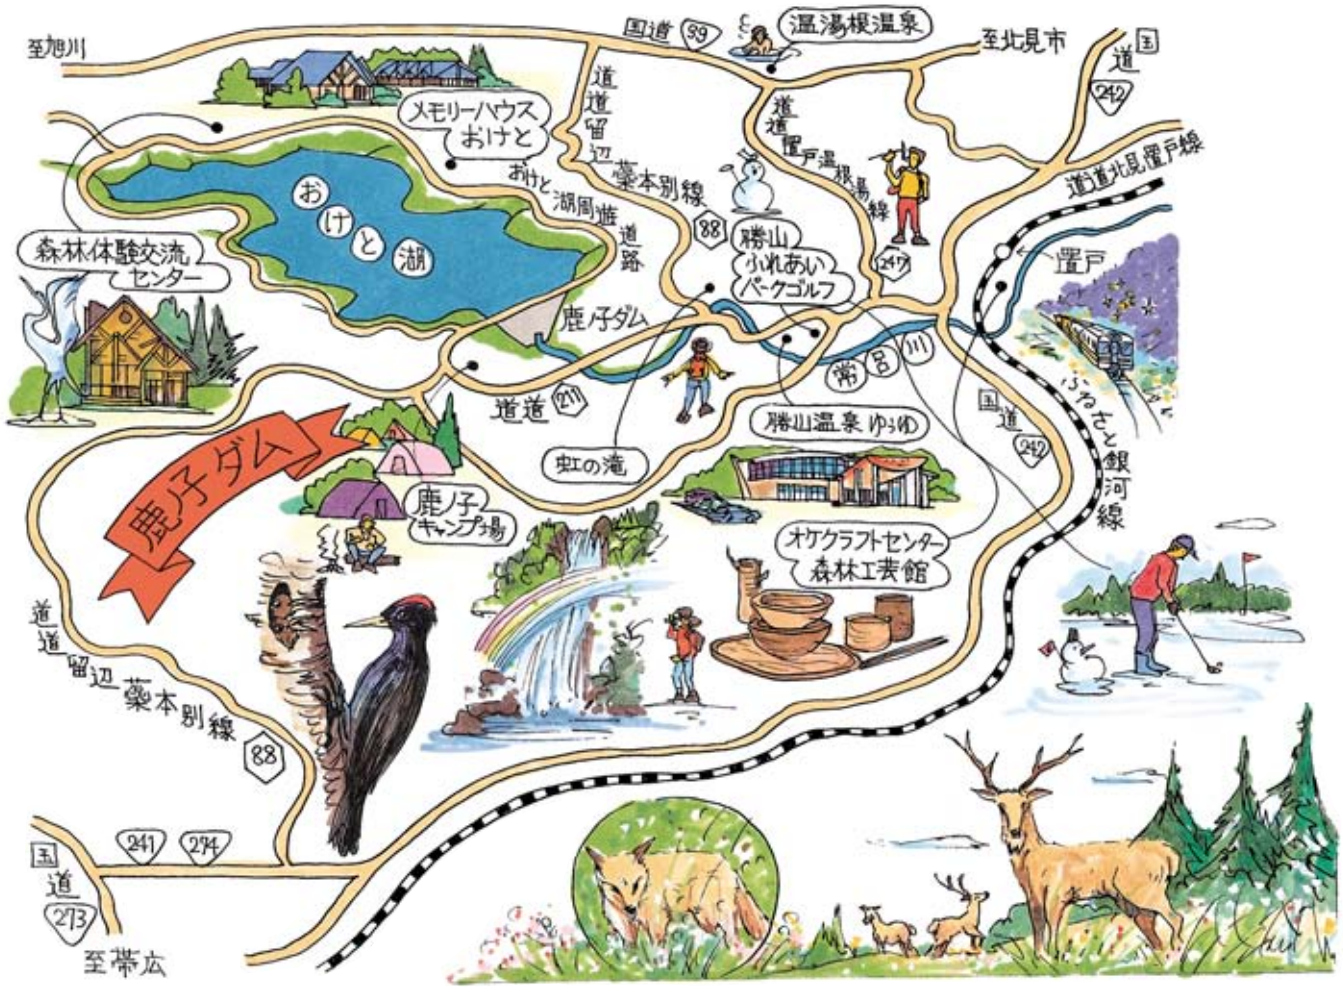 至旭川
国道 39
温湯根温泉
至北見市
国道
242
メモリーハウス
おけと
道道留辺蘂本別線
88
道道置戸温根湯線
247
道道北見置戸線
おけと湖周遊道路
おけと湖
森林体験交流
センター
勝山
ふれあい
パークゴルフ
置戸
鹿ノ子ダム
常呂川
道道 211
国道
242
勝山温泉 ゆぅゆ
虹の滝
ふるさと銀河線
鹿ノ子ダム
鹿ノ子
キャンプ場
オケクラフトセンター
森林工芸館
道道留辺蘂本別線
88
241 274
国道
273
至帯広